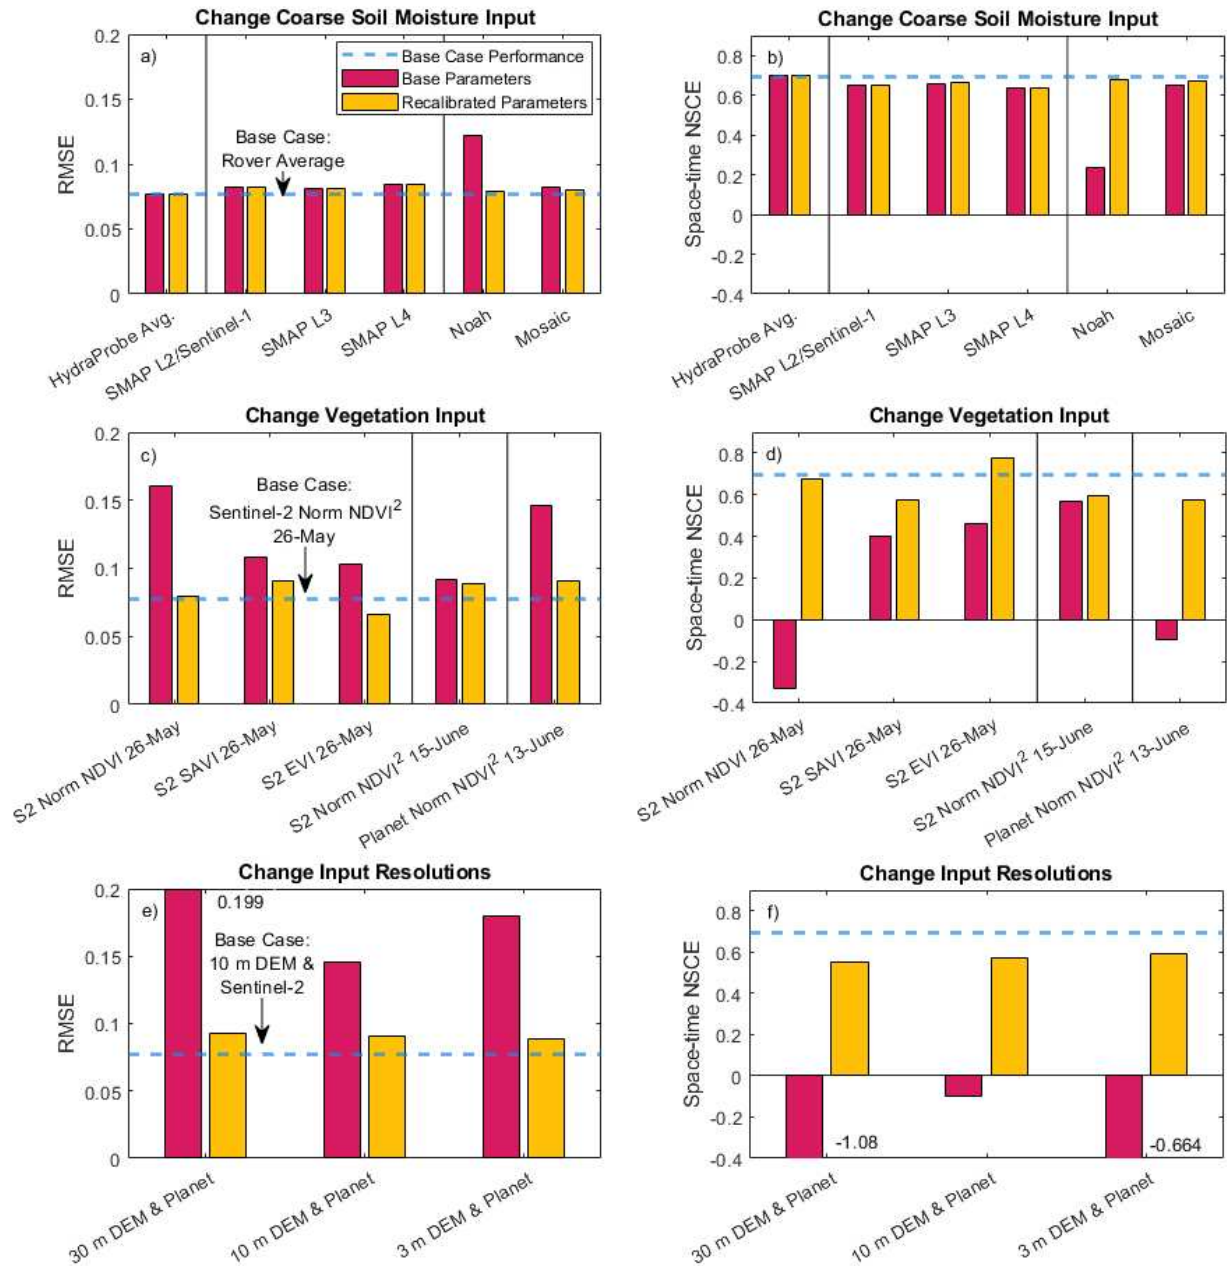 Change Coarse Soil Moisture Input
a)
Base Case Performance
Base Parameters
Recalibrated Parameters
Base Case:
Rover Average
RMSE
0.2
0.15
0.1
0.05
0
HydraProbe Avg.
SMAP L2/Sentinel-1
SMAP L3
SMAP L4
Noah
Mosaic
Change Coarse Soil Moisture Input
b)
Space-time NSCE
0.8
0.6
0.4
0.2
0
-0.2
-0.4
HydraProbe Avg.
SMAP L2/Sentinel-1
SMAP L3
SMAP L4
Noah
Mosaic
Change Vegetation Input
c)
Base Case:
Sentinel-2 Norm NDVI²
26-May
RMSE
0.2
0.15
0.1
0.05
0
S2 Norm NDVI 26-May
S2 SAVI 26-May
S2 EVI 26-May
S2 Norm NDVI² 15-June
Planet Norm NDVI² 13-June
Change Vegetation Input
d)
Space-time NSCE
0.8
0.6
0.4
0.2
0
-0.2
-0.4
S2 Norm NDVI 26-May
S2 SAVI 26-May
S2 EVI 26-May
S2 Norm NDVI² 15-June
Planet Norm NDVI² 13-June
Change Input Resolutions
e)
0.199
Base Case:
10 m DEM &
Sentinel-2
RMSE
0.2
0.15
0.1
0.05
0
30 m DEM & Planet
10 m DEM & Planet
3 m DEM & Planet
Change Input Resolutions
f)
Space-time NSCE
0.8
0.6
0.4
0.2
0
-0.2
-0.4
-1.08
-0.664
30 m DEM & Planet
10 m DEM & Planet
3 m DEM & Planet